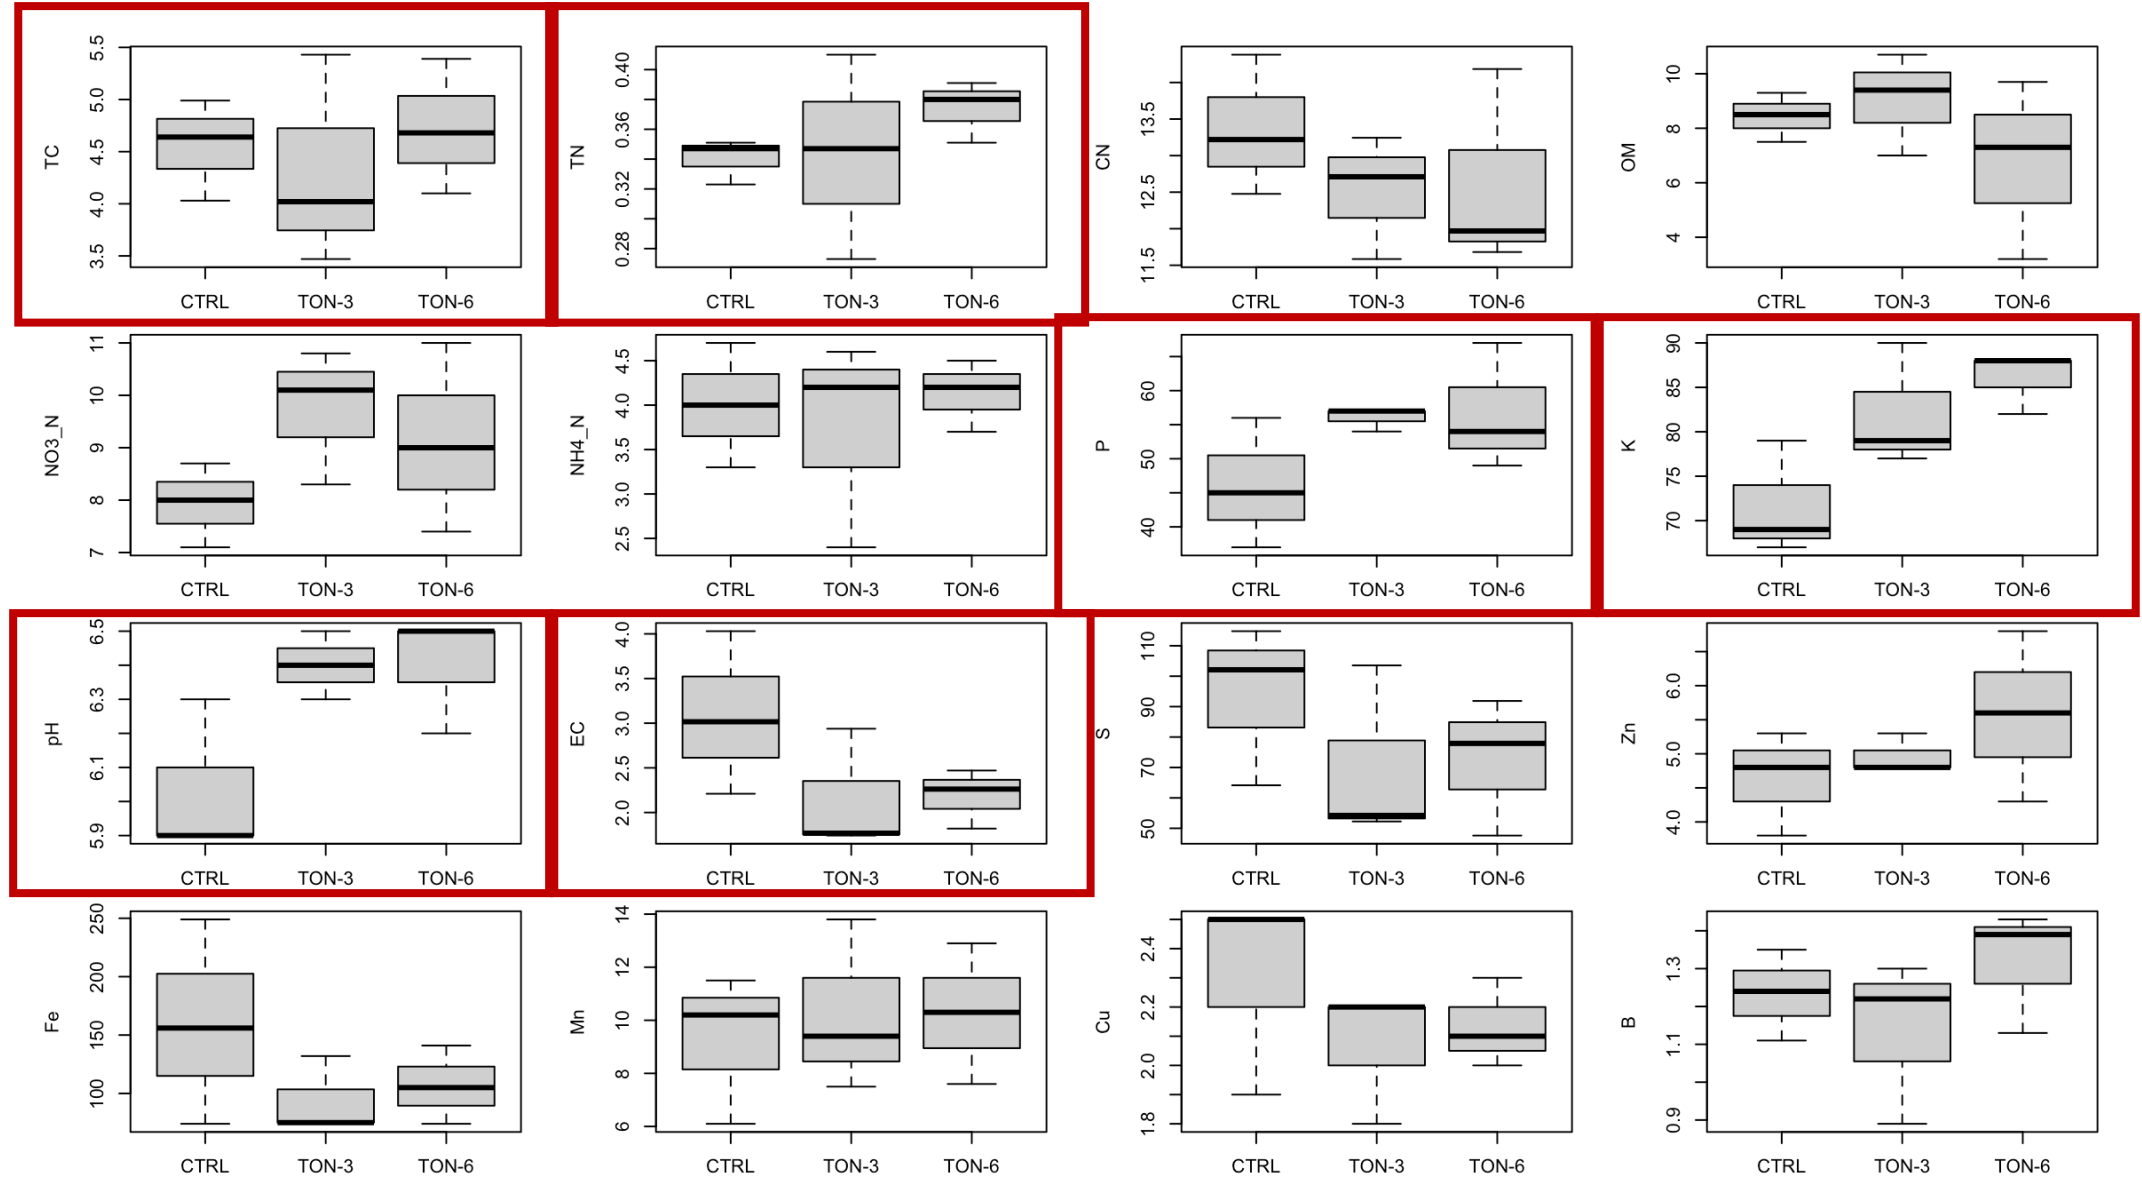 TC
5.5
5.0
4.5
4.0
3.5
CTRL TON-3 TON-6
TN
0.40
0.36
0.32
0.28
CTRL TON-3 TON-6
CN
13.5
12.5
11.5
CTRL TON-3 TON-6
OM
10
8
6
4
CTRL TON-3 TON-6
NO3_N
11
10
9
8
7
CTRL TON-3 TON-6
NH4_N
4.5
4.0
3.5
3.0
2.5
CTRL TON-3 TON-6
P
60
50
40
CTRL TON-3 TON-6
K
90
85
80
75
70
CTRL TON-3 TON-6
pH
6.5
6.3
6.1
5.9
CTRL TON-3 TON-6
EC
4.0
3.5
3.0
2.5
2.0
CTRL TON-3 TON-6
S
110
90
70
50
CTRL TON-3 TON-6
Zn
6.0
5.0
4.0
CTRL TON-3 TON-6
Fe
250
200
150
100
CTRL TON-3 TON-6
Mn
14
12
10
8
6
CTRL TON-3 TON-6
Cu
2.4
2.2
2.0
1.8
CTRL TON-3 TON-6
B
1.3
1.1
0.9
CTRL TON-3 TON-6